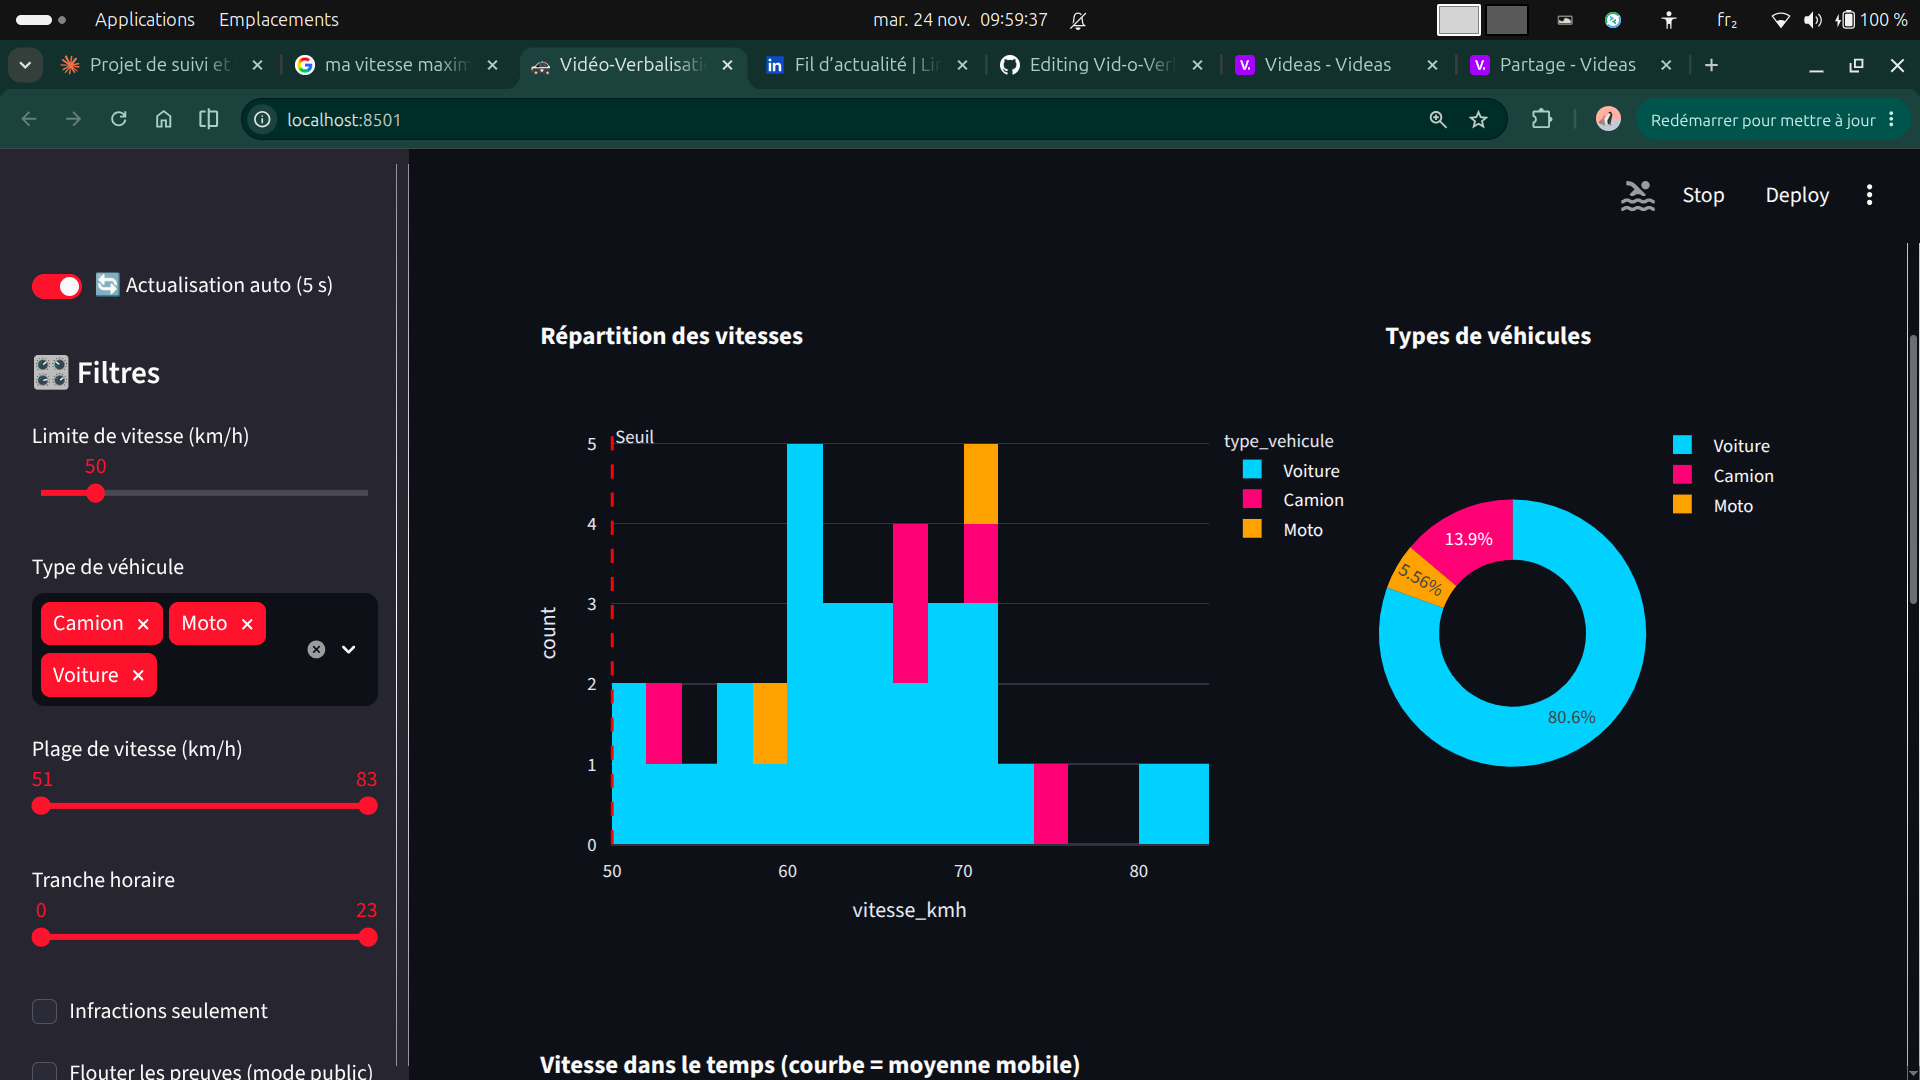 Applications Emplacements mar. 24 nov. 09:59:37 fr₂ 100 %
Projet de suivi et ma vitesse maxim Vidéo-Verbalisati Fil d'actualité | Li Editing Vid-o-Ver Videas - Videas Partage - Videas
localhost:8501 Redémarrer pour mettre à jour
Stop Deploy
Actualisation auto (5 s)
Filtres
Limite de vitesse (km/h)
50
Type de véhicule
Camion Moto
Voiture
Plage de vitesse (km/h)
51 83
Tranche horaire
0 23
Infractions seulement
Flouter les preuves (mode public)
Répartition des vitesses
Seuil
5
4
3
2
1
0
count
50 60 70 80
vitesse_kmh
type_vehicule
Voiture
Camion
Moto
Types de véhicules
Voiture
Camion
Moto
13.9%
5.56%
80.6%
Vitesse dans le temps (courbe = moyenne mobile)